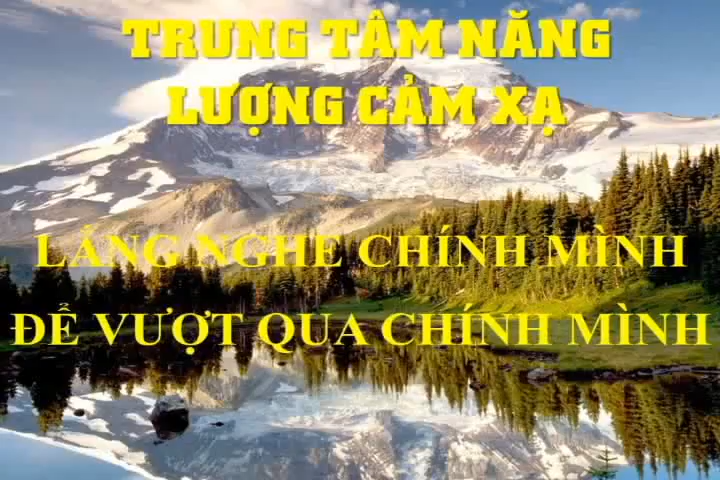 TRUNG TÂM NĂNG
LƯỢNG CẢM XẠ
LẮNG NGHE CHÍNH MÌNH
ĐỂ VƯỢT QUA CHÍNH MÌNH